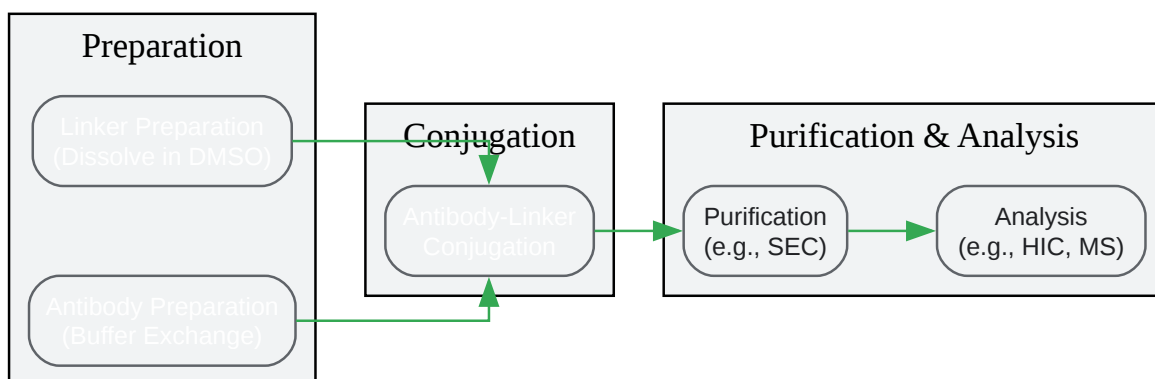 Preparation
Linker Preparation
(Dissolve in DMSO)
Antibody Preparation
(Buffer Exchange)
Conjugation
Antibody-Linker
Conjugation
Purification & Analysis
Purification
(e.g., SEC)
Analysis
(e.g., HIC, MS)